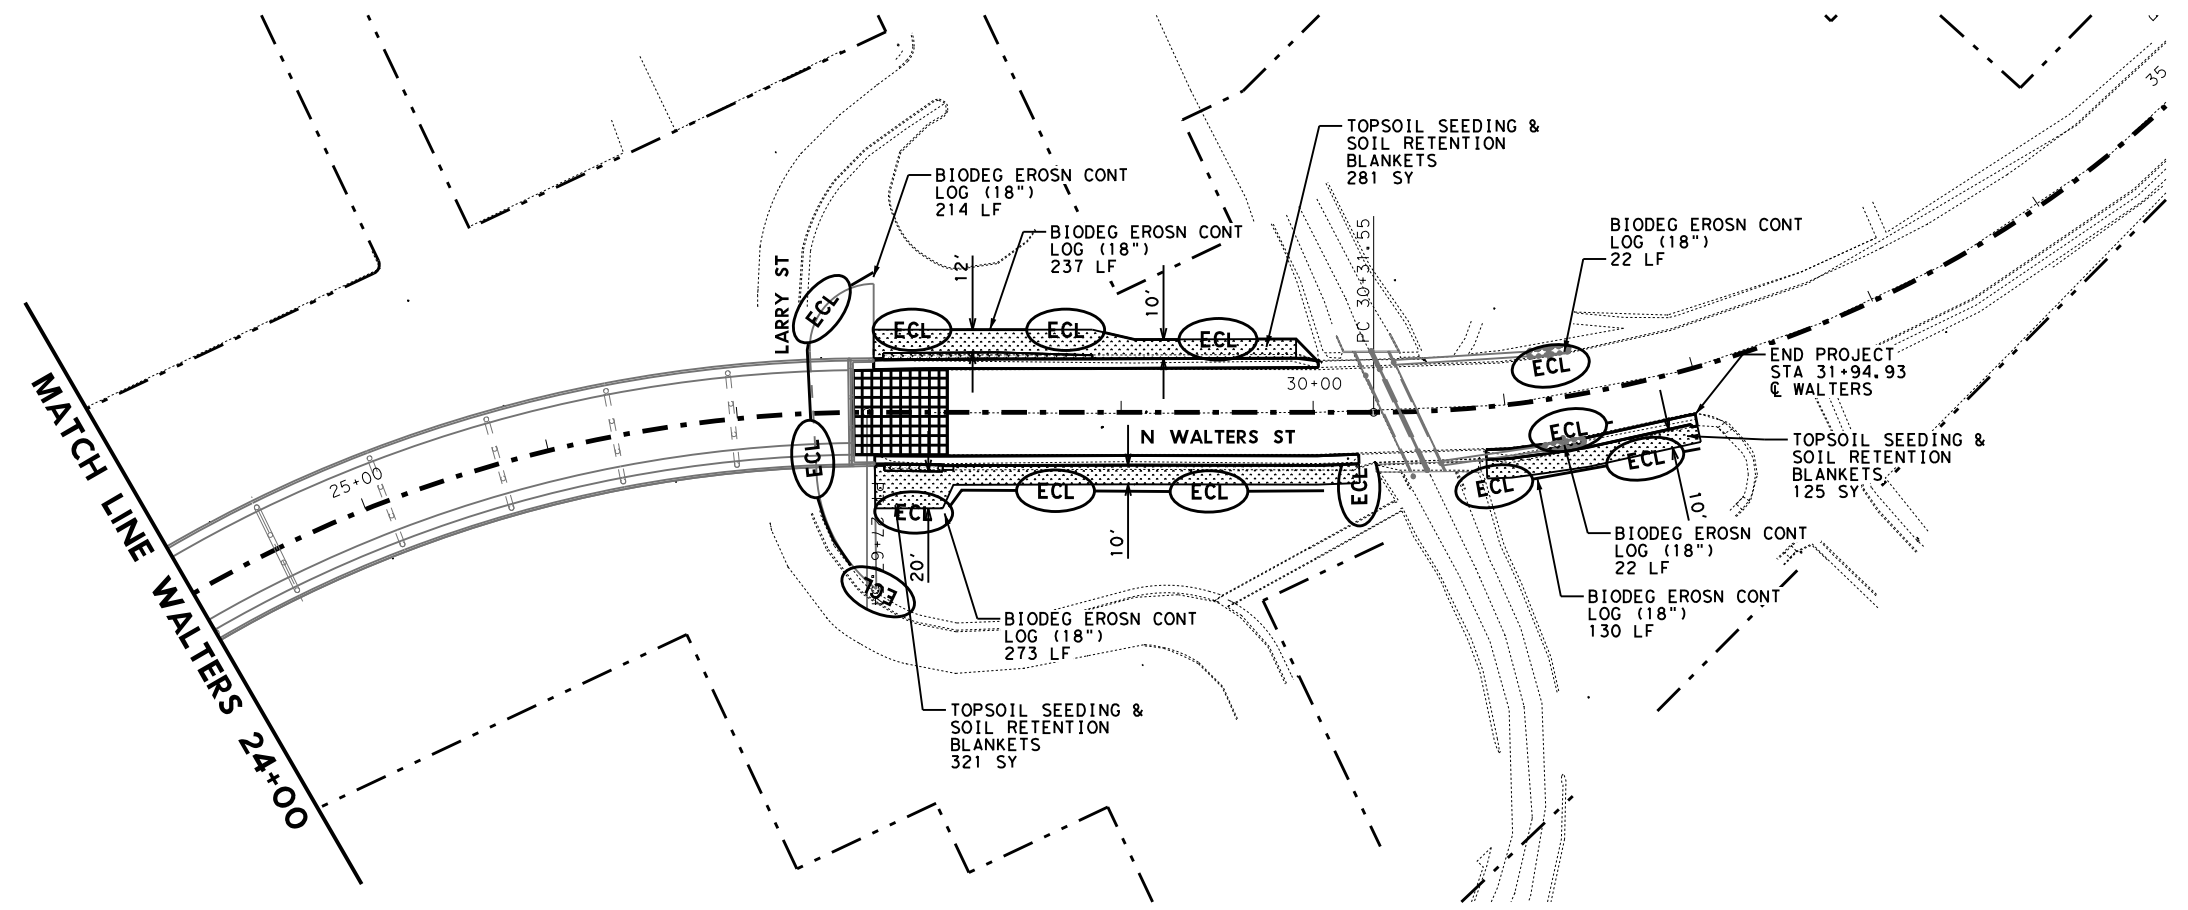 35
TOPSOIL SEEDING &
SOIL RETENTION
BLANKETS
281 SY
BIODEG EROSN CONT
LOG (18")
214 LF
BIODEG EROSN CONT
LOG (18")
237 LF
BIODEG EROSN CONT
LOG (18")
22 LF
LARRY ST
12'
10'
PC 30+31.55
ECL
ECL
ECL
ECL
ECL
30+00
END PROJECT
STA 31+94.93
℄ WALTERS
MATCH LINE WALTERS 24+00
25+00
N WALTERS ST
ECL
ECL
ECL
ECL
ECL
ECL
ECL
ECL
ECL
ECL
TOPSOIL SEEDING &
SOIL RETENTION
BLANKETS
125 SY
10'
20'
10'
BIODEG EROSN CONT
LOG (18")
22 LF
BIODEG EROSN CONT
LOG (18")
130 LF
BIODEG EROSN CONT
LOG (18")
273 LF
TOPSOIL SEEDING &
SOIL RETENTION
BLANKETS
321 SY